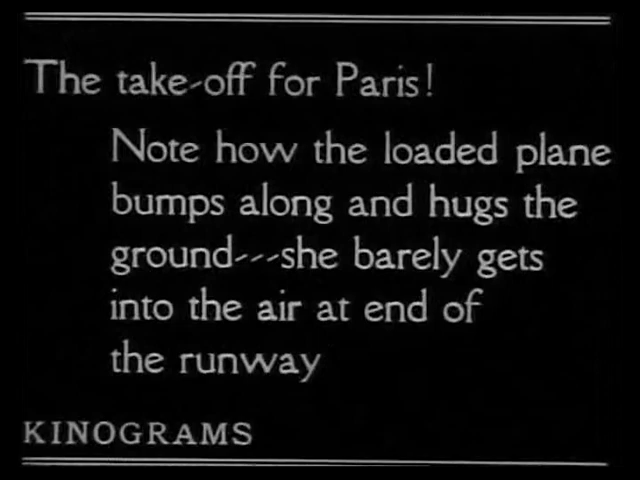 The take-off for Paris!
Note how the loaded plane
bumps along and hugs the
ground---she barely gets
into the air at end of
the runway
KINOGRAMS